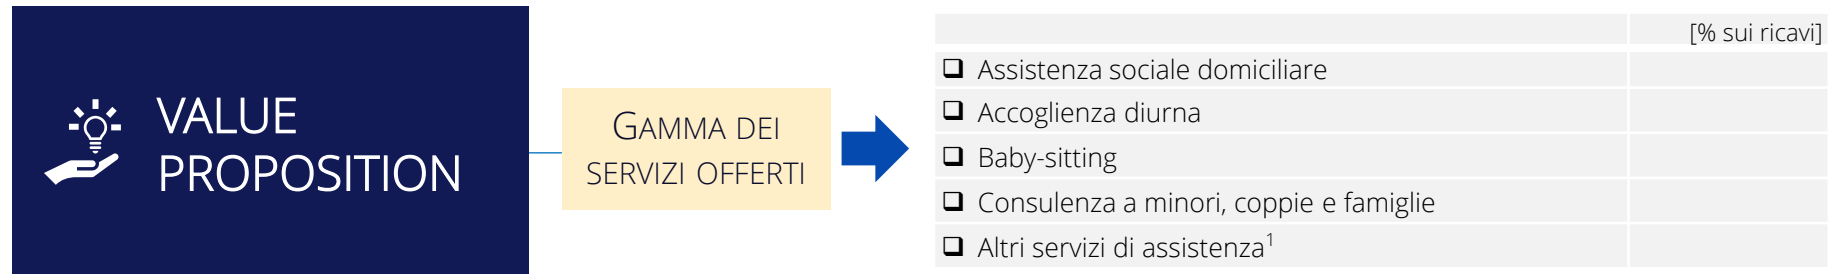 VALUE
PROPOSITION
GAMMA DEI
SERVIZI OFFERTI
[% sui ricavi]
❑ Assistenza sociale domiciliare
❑ Accoglienza diurna
❑ Baby-sitting
❑ Consulenza a minori, coppie e famiglie
❑ Altri servizi di assistenza¹